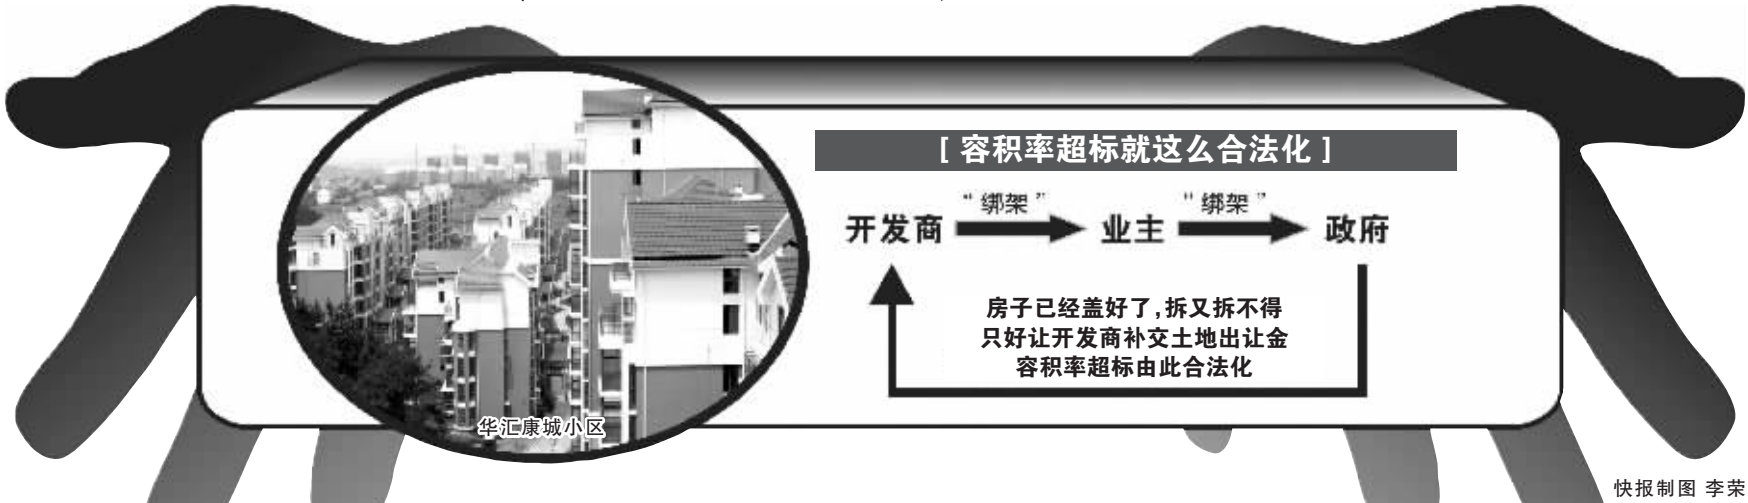 [ 容积率超标就这么合法化 ]
“绑架” “绑架”
开发商 业主 政府
房子已经盖好了,拆又拆不得
只好让开发商补交土地出让金
容积率超标由此合法化
华汇康城小区
快报制图 李荣